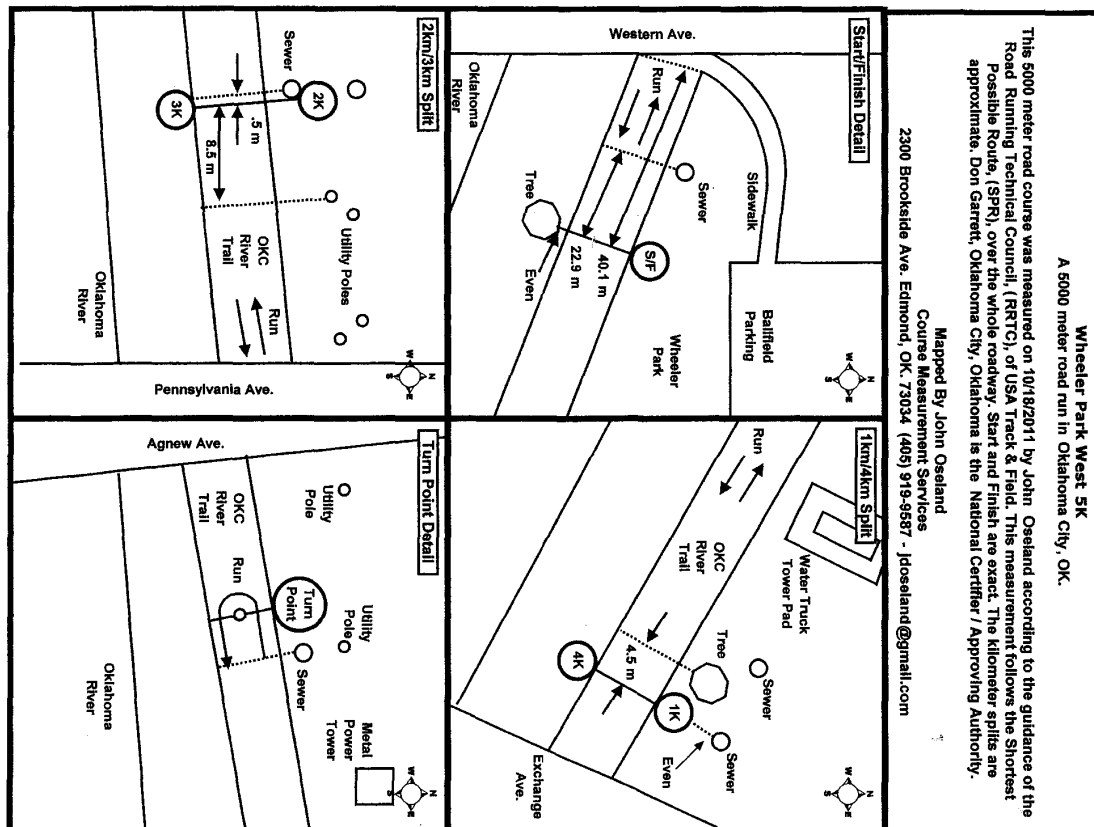 Wheeler Park West 5K
A 5000 meter road run in Oklahoma City, OK.
This 5000 meter road course was measured on 10/18/2011 by John Oseland according to the guidance of the
Road Running Technical Council, (RRTC), of USA Track & Field. This measurement follows the Shortest
Possible Route, (SPR), over the whole roadway. Start and Finish are exact. The kilometer splits are
approximate. Don Garrett, Oklahoma City, Oklahoma is the National Certifier / Approving Authority.
Mapped By John Oseland
Course Measurement Services
2300 Brookside Ave. Edmond, OK. 73034 (405) 919-9587 - jdoseland@gmail.com
Start/Finish Detail
Western Ave.
Sidewalk
Ballfield
Parking
Wheeler
Park
Run
Sewer
S/F
40.1 m
22.9 m
Tree
Even
Oklahoma
River
W
N
S
E
1km/4km Split
Run
Water Truck
Tower Pad
OKC
River
Trail
Tree
Sewer
4.5 m
4K
1K
Sewer
Even
Exchange
Ave.
W
N
S
E
2km/3km Split
Sewer
2K
3K
.5 m
8.5 m
Utility Poles
OKC
River
Trail
Run
Oklahoma
River
Pennsylvania Ave.
W
N
S
E
Turn Point Detail
Agnew Ave.
Utility
Pole
OKC
River
Trail
Run
Turn
Point
Utility
Pole
Sewer
Metal
Power
Tower
Oklahoma
River
W
N
S
E